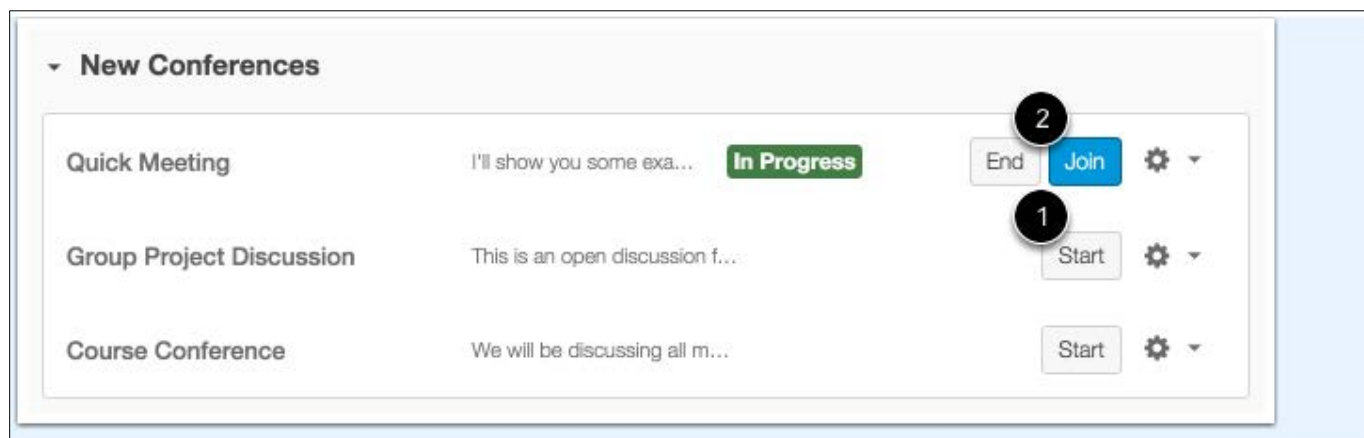 New Conferences
2
Quick Meeting I'll show you some exa... In Progress End Join
1
Group Project Discussion This is an open discussion f... Start
Course Conference We will be discussing all m... Start